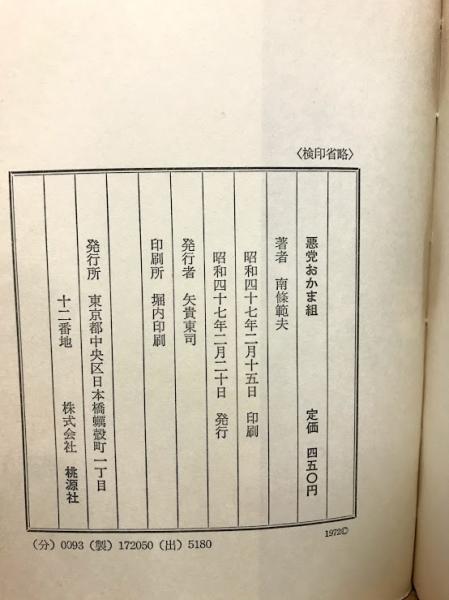 〈検印省略〉
悪党おかま組　定価 四五〇円
著者 南條範夫
昭和四十七年二月十五日 印刷
昭和四十七年二月二十日 発行
発行者 矢貴東司
印刷所 堀内印刷
発行所 東京都中央区日本橋蠣殻町一丁目
十二番地 株式会社 桃源社
1972©
(分) 0093 (製) 172050 (出) 5180